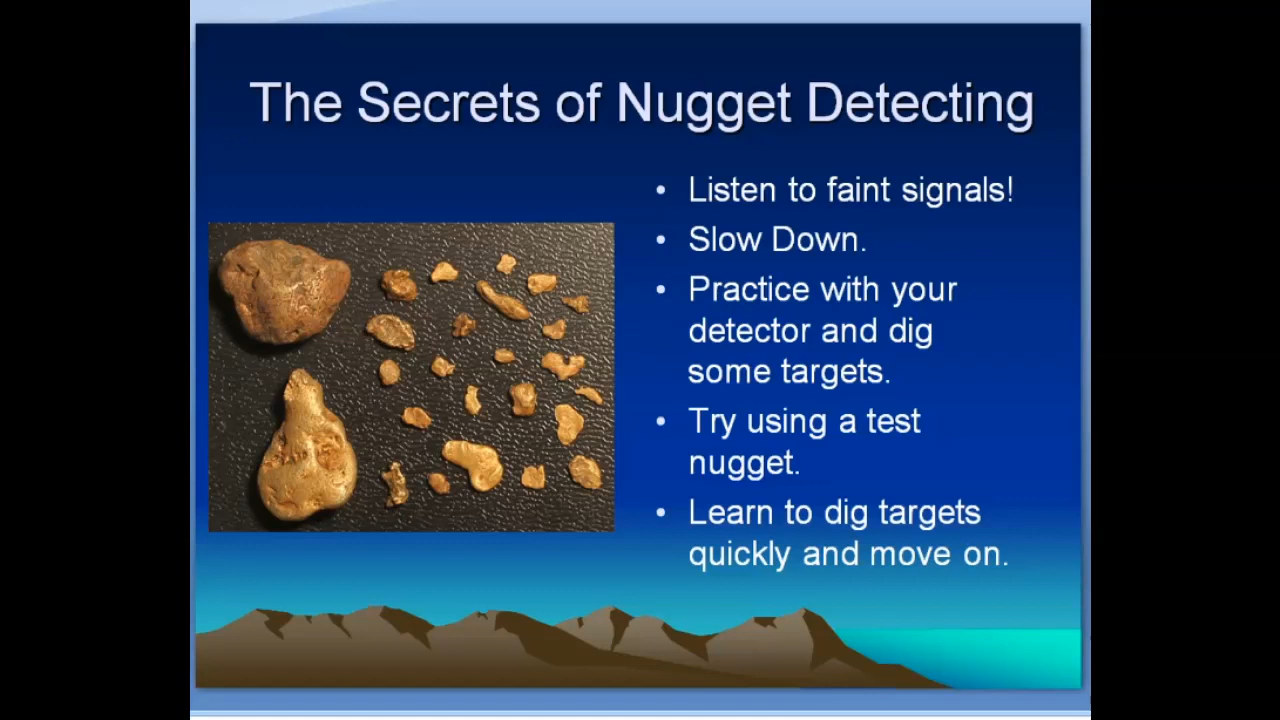 The Secrets of Nugget Detecting
• Listen to faint signals!
• Slow Down.
• Practice with your
detector and dig
some targets.
• Try using a test
nugget.
• Learn to dig targets
quickly and move on.